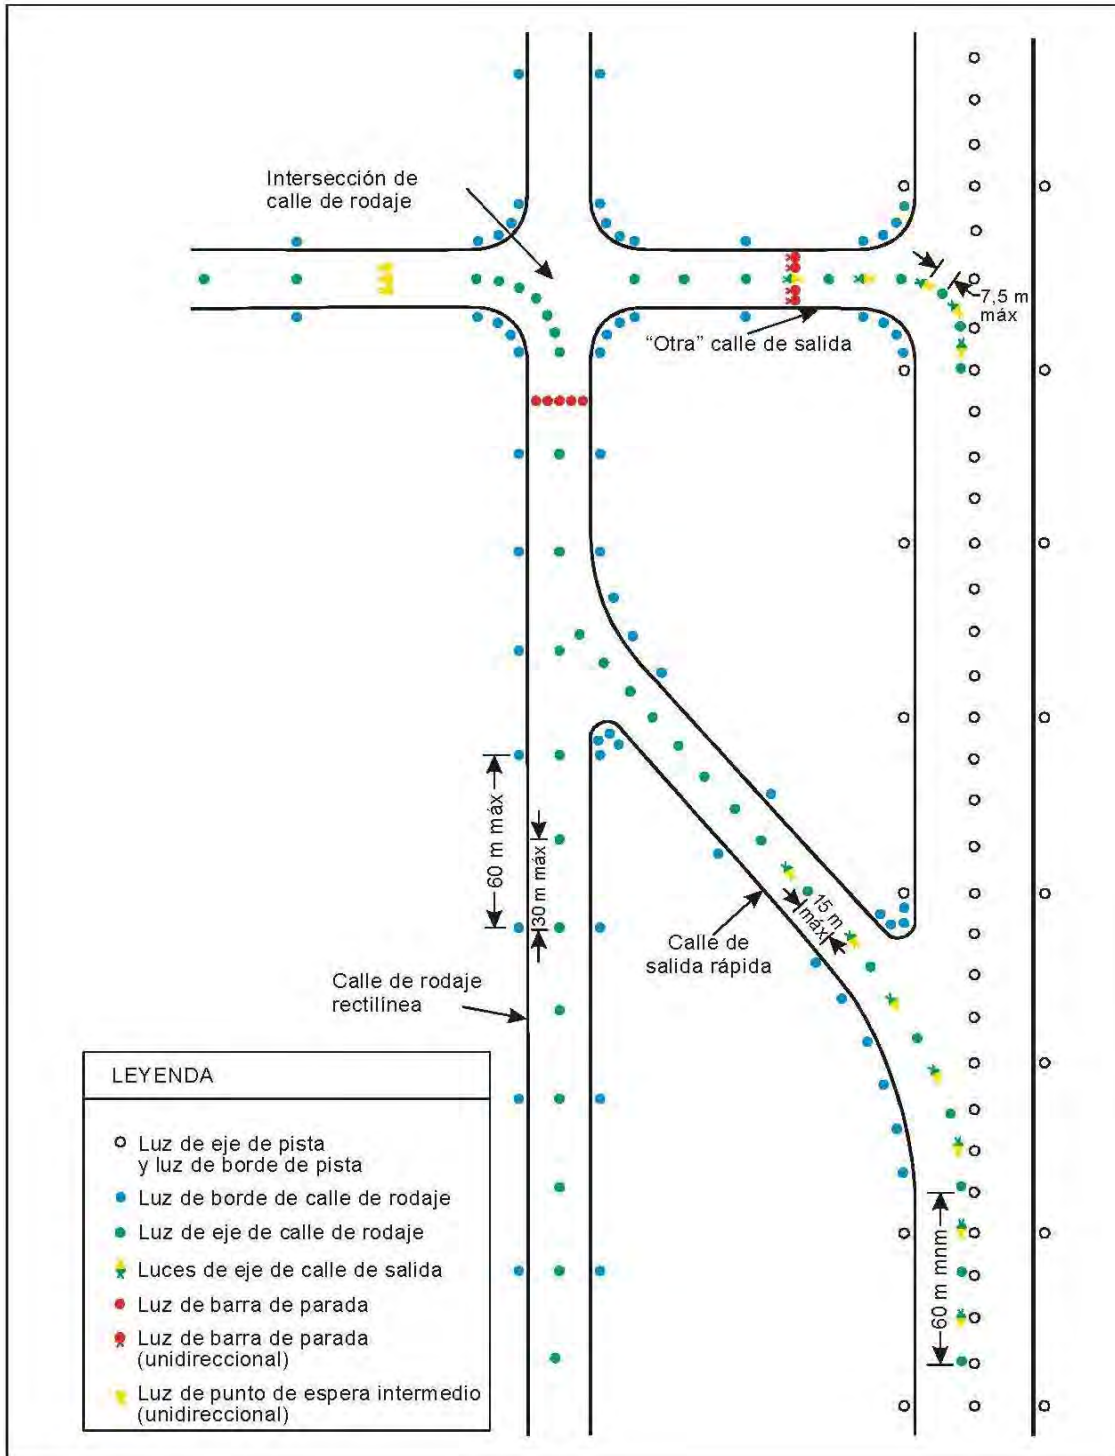 Intersección de
calle de rodaje
7,5 m
máx
“Otra” calle de salida
60 m máx
30 m máx
15 m
máx
Calle de
salida rápida
Calle de rodaje
rectilínea
60 m mnm
LEYENDA
Luz de eje de pista
y luz de borde de pista
Luz de borde de calle de rodaje
Luz de eje de calle de rodaje
Luces de eje de calle de salida
Luz de barra de parada
Luz de barra de parada
(unidireccional)
Luz de punto de espera intermedio
(unidireccional)